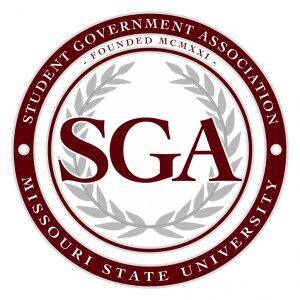 STUDENT GOVERNMENT ASSOCIATION
- FOUNDED MCMXXI -
SGA
MISSOURI STATE UNIVERSITY